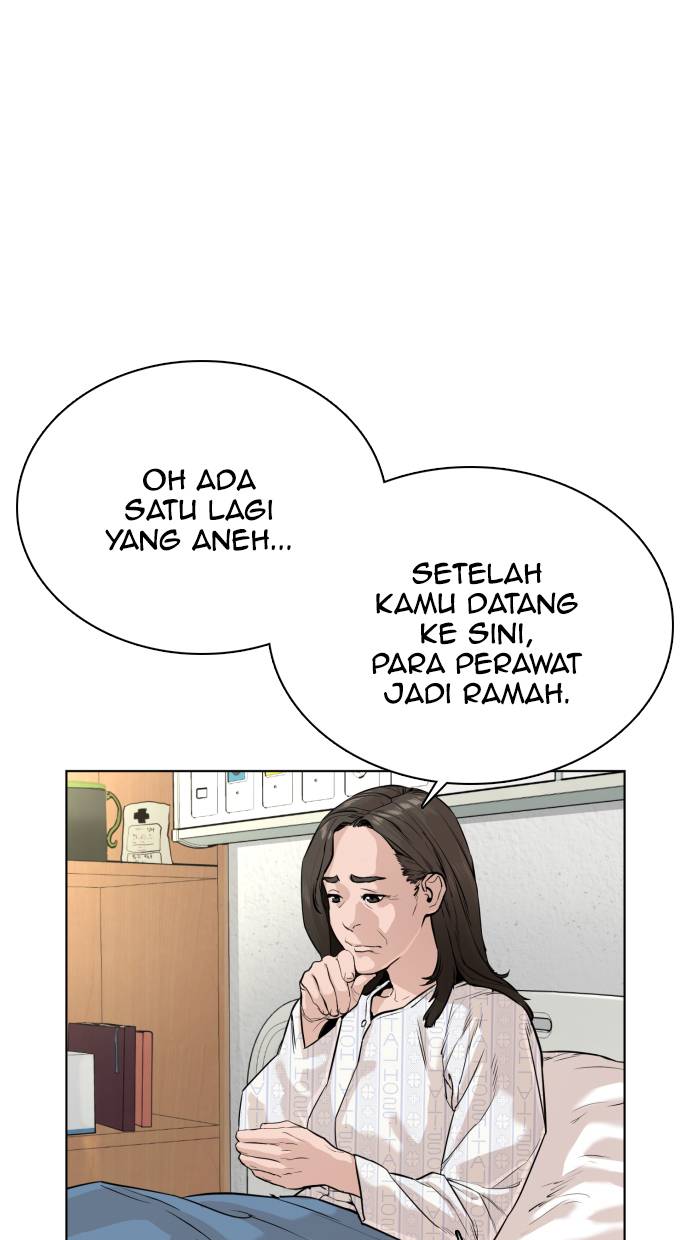 OH ADA
SATU LAGI
YANG ANEH...
SETELAH
KAMU DATANG
KE SINI,
PARA PERAWAT
JADI RAMAH.